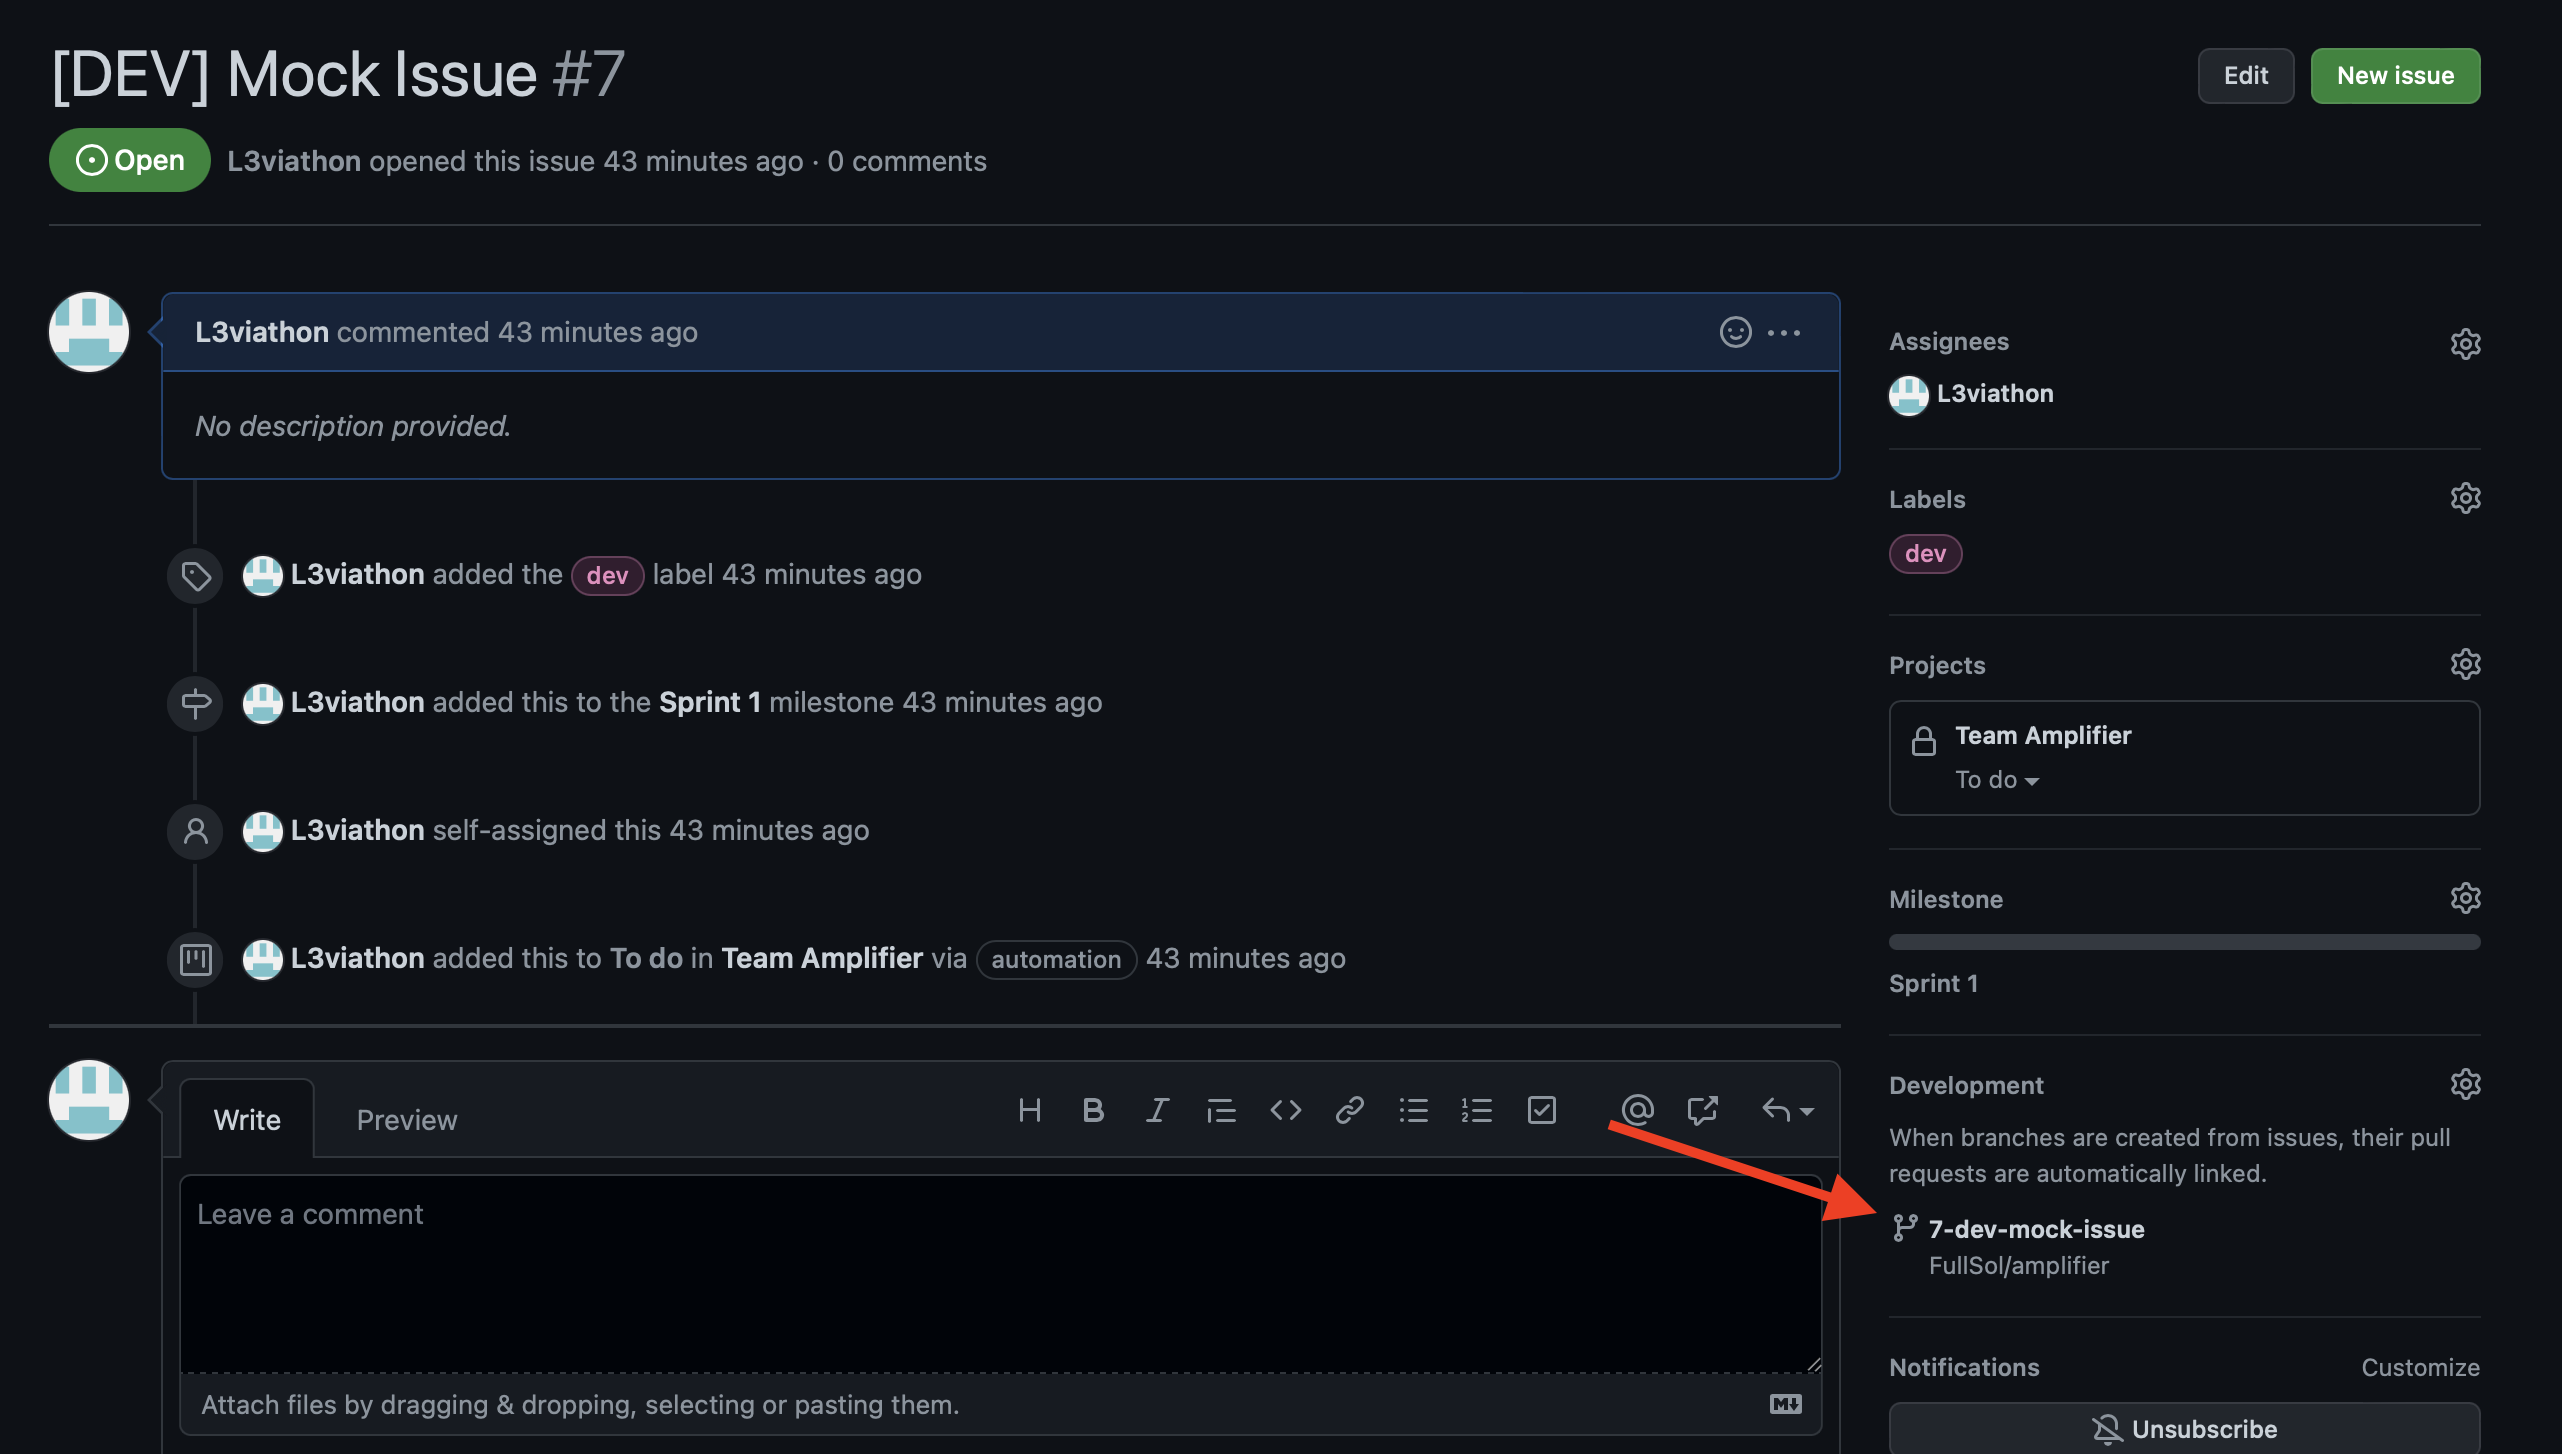 [DEV] Mock Issue #7
Edit
New issue
Open
L3viathon opened this issue 43 minutes ago · 0 comments
L3viathon commented 43 minutes ago
No description provided.
L3viathon added the dev label 43 minutes ago
L3viathon added this to the Sprint 1 milestone 43 minutes ago
L3viathon self-assigned this 43 minutes ago
L3viathon added this to To do in Team Amplifier via automation 43 minutes ago
Write
Preview
Leave a comment
Attach files by dragging & dropping, selecting or pasting them.
Assignees
L3viathon
Labels
dev
Projects
Team Amplifier
To do
Milestone
Sprint 1
Development
When branches are created from issues, their pull
requests are automatically linked.
7-dev-mock-issue
FullSol/amplifier
Notifications
Customize
Unsubscribe